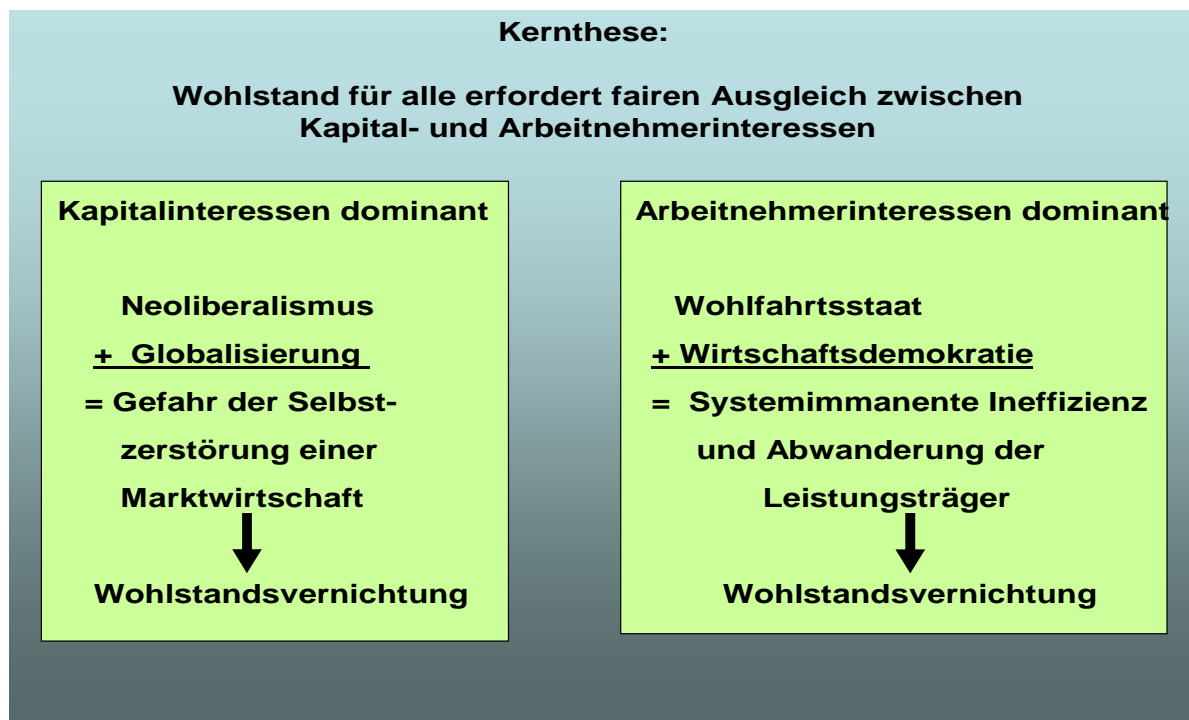 Kernthese:
Wohlstand für alle erfordert fairen Ausgleich zwischen
Kapital- und Arbeitnehmerinteressen
Kapitalinteressen dominant
Neoliberalismus
+ Globalisierung
= Gefahr der Selbst-
zerstörung einer
Marktwirtschaft
Wohlstandsvernichtung
Arbeitnehmerinteressen dominant
Wohlfahrtsstaat
+ Wirtschaftsdemokratie
= Systemimmanente Ineffizienz
und Abwanderung der
Leistungsträger
Wohlstandsvernichtung